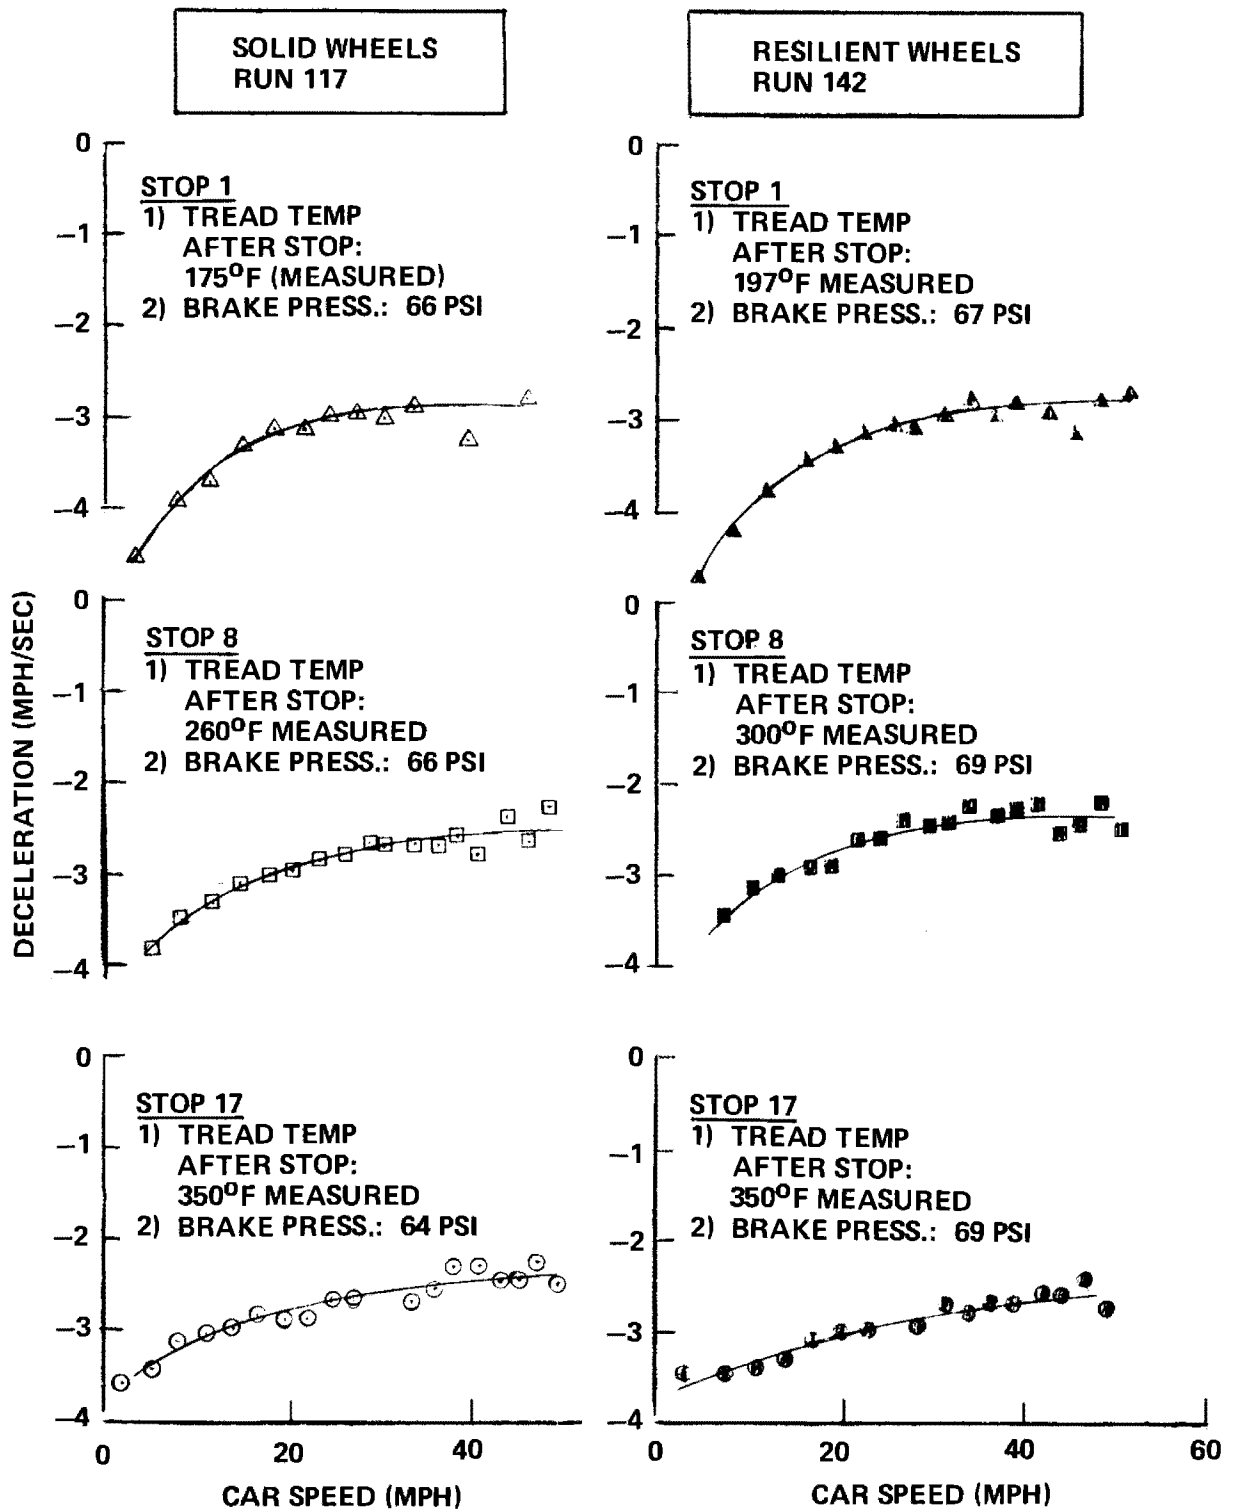 SOLID WHEELS
RUN 117
RESILIENT WHEELS
RUN 142
DECELERATION (MPH/SEC)
0
−1
−2
−3
−4
STOP 1
1) TREAD TEMP
AFTER STOP:
175°F (MEASURED)
2) BRAKE PRESS.: 66 PSI
0
−1
−2
−3
−4
STOP 1
1) TREAD TEMP
AFTER STOP:
197°F MEASURED
2) BRAKE PRESS.: 67 PSI
0
−1
−2
−3
−4
STOP 8
1) TREAD TEMP
AFTER STOP:
260°F MEASURED
2) BRAKE PRESS.: 66 PSI
0
−1
−2
−3
−4
STOP 8
1) TREAD TEMP
AFTER STOP:
300°F MEASURED
2) BRAKE PRESS.: 69 PSI
0
−1
−2
−3
−4
STOP 17
1) TREAD TEMP
AFTER STOP:
350°F MEASURED
2) BRAKE PRESS.: 64 PSI
0 20 40
CAR SPEED (MPH)
0
−1
−2
−3
−4
STOP 17
1) TREAD TEMP
AFTER STOP:
350°F MEASURED
2) BRAKE PRESS.: 69 PSI
0 20 40 60
CAR SPEED (MPH)